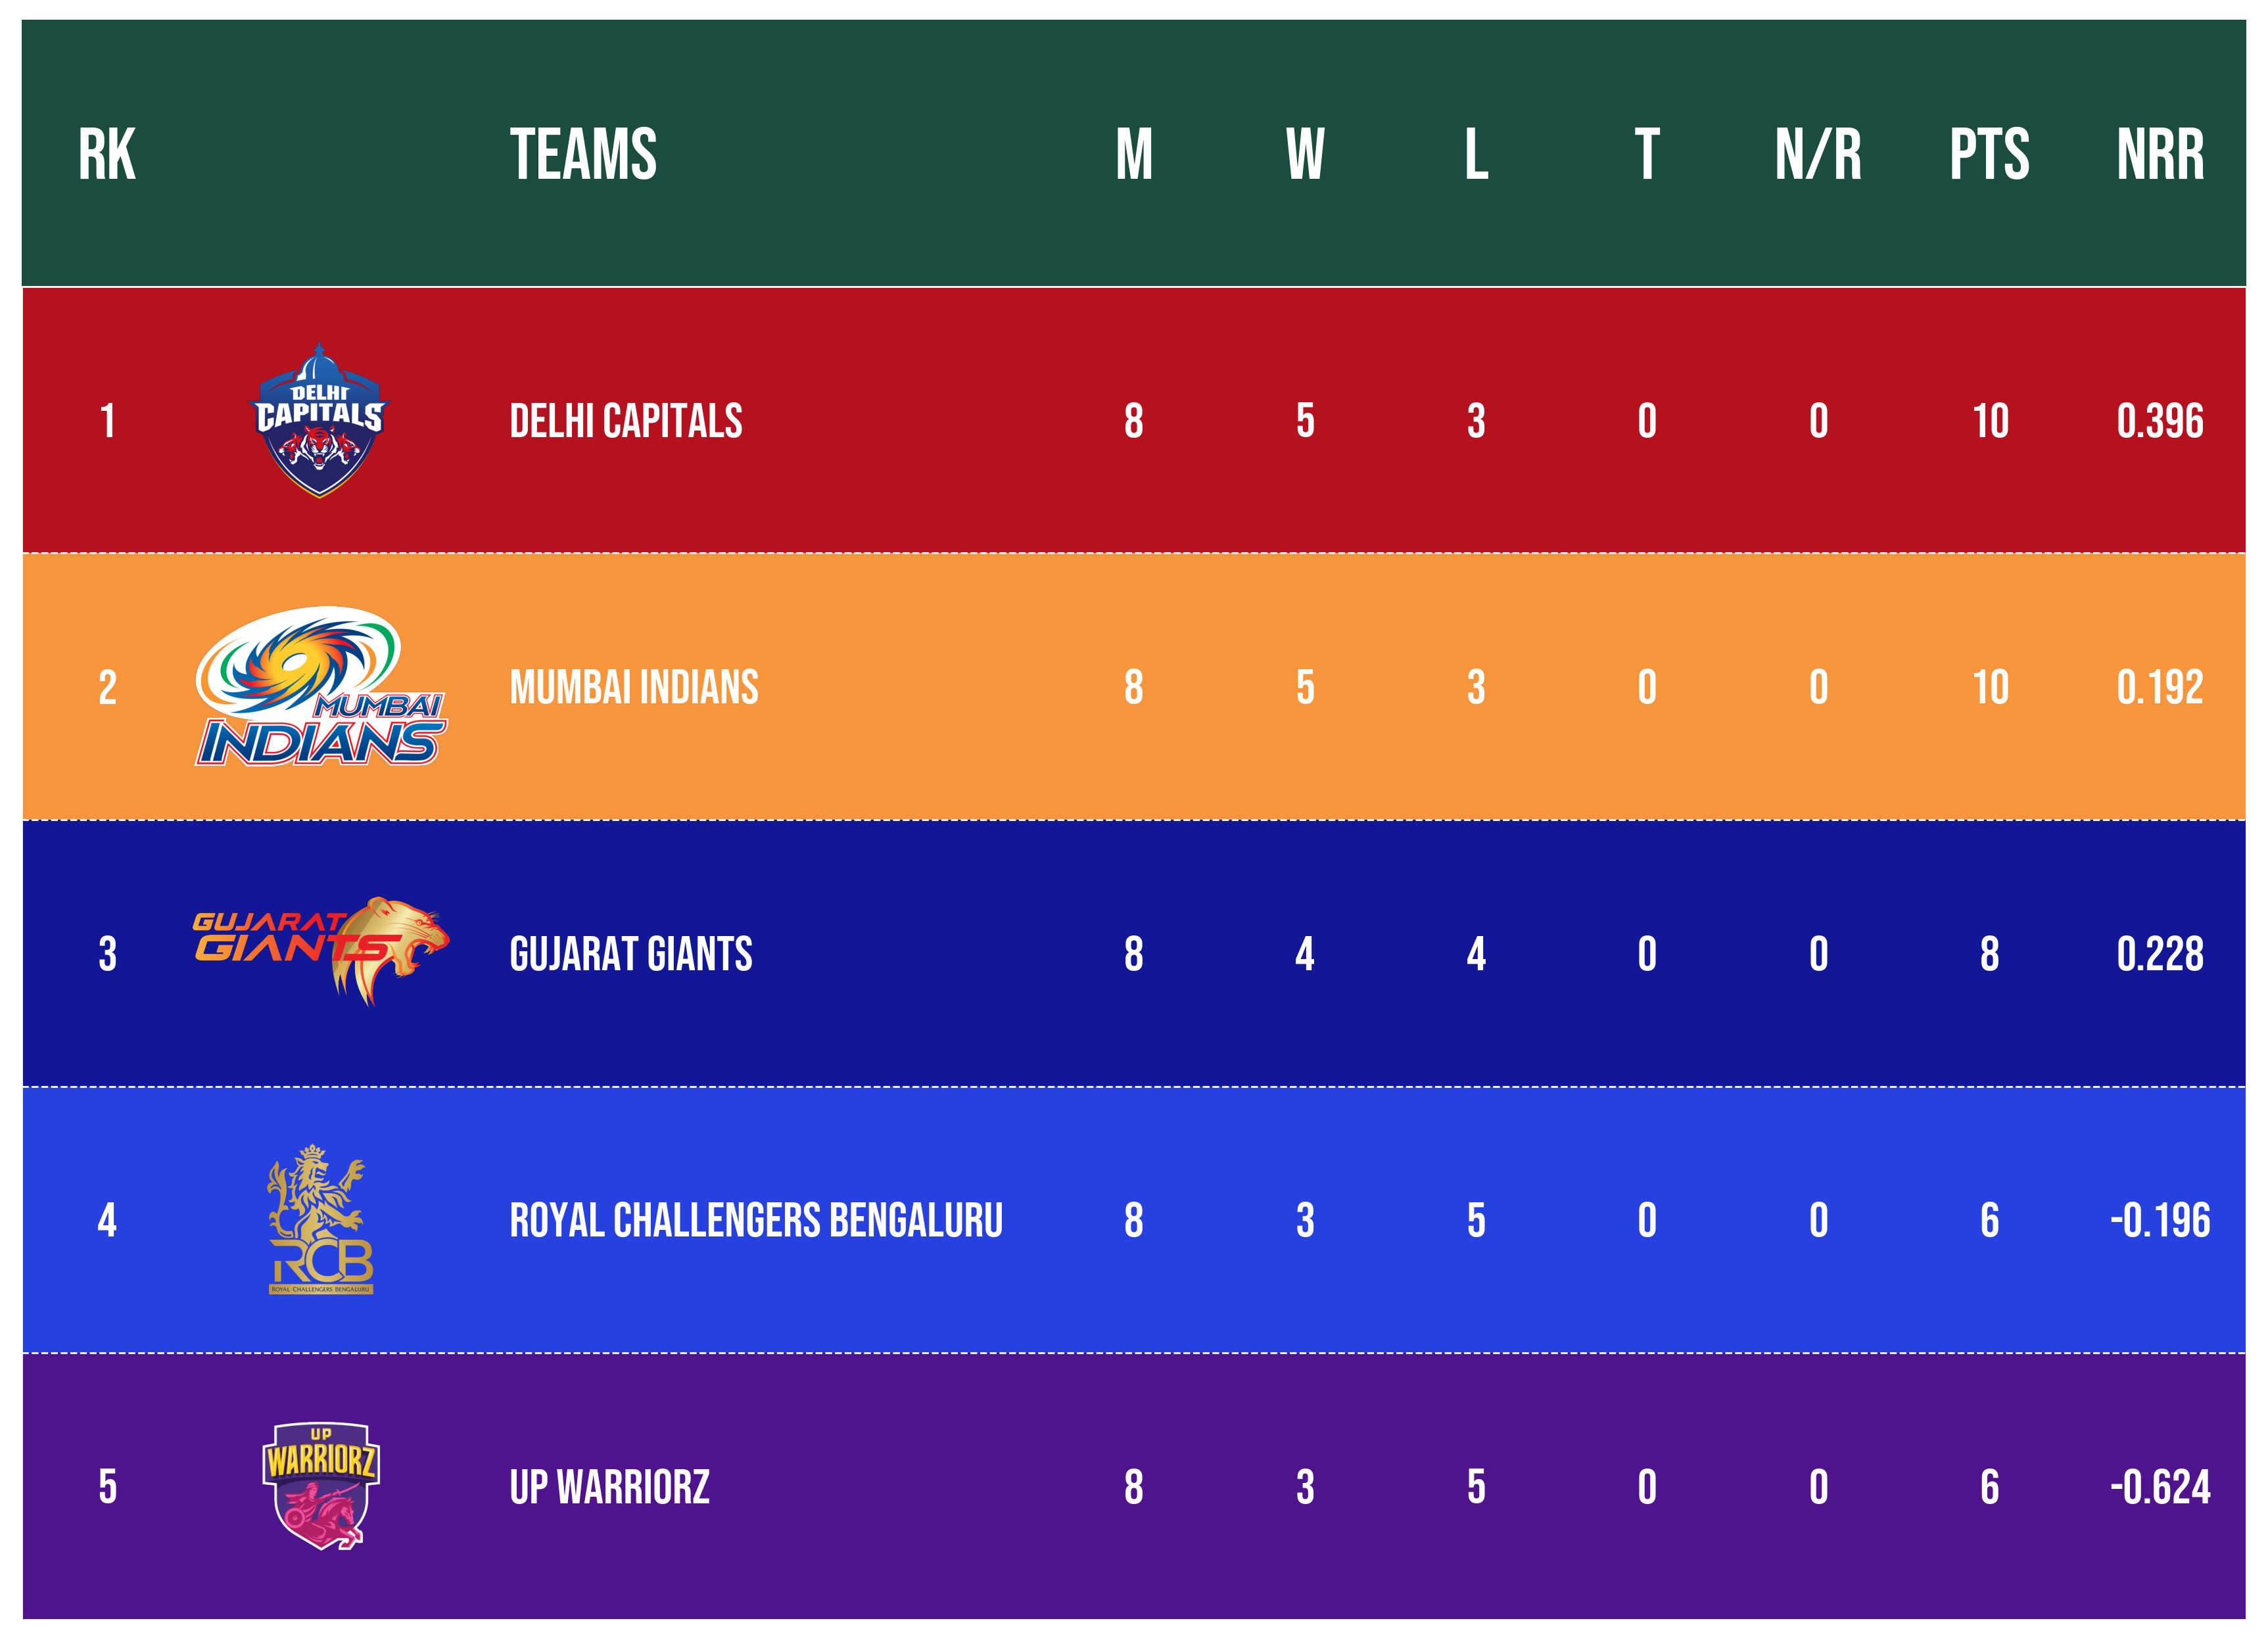 RK TEAMS M W L T N/R PTS NRR
1 DELHI CAPITALS DELHI CAPITALS 8 5 3 0 0 10 0.396
2 MUMBAI INDIANS MUMBAI INDIANS 8 5 3 0 0 10 0.192
3 GUJARAT GIANTS GUJARAT GIANTS 8 4 4 0 0 8 0.228
4 RCB ROYAL CHALLENGERS BENGALURU ROYAL CHALLENGERS BENGALURU 8 3 5 0 0 6 -0.196
5 UP WARRIORZ UP WARRIORZ 8 3 5 0 0 6 -0.624